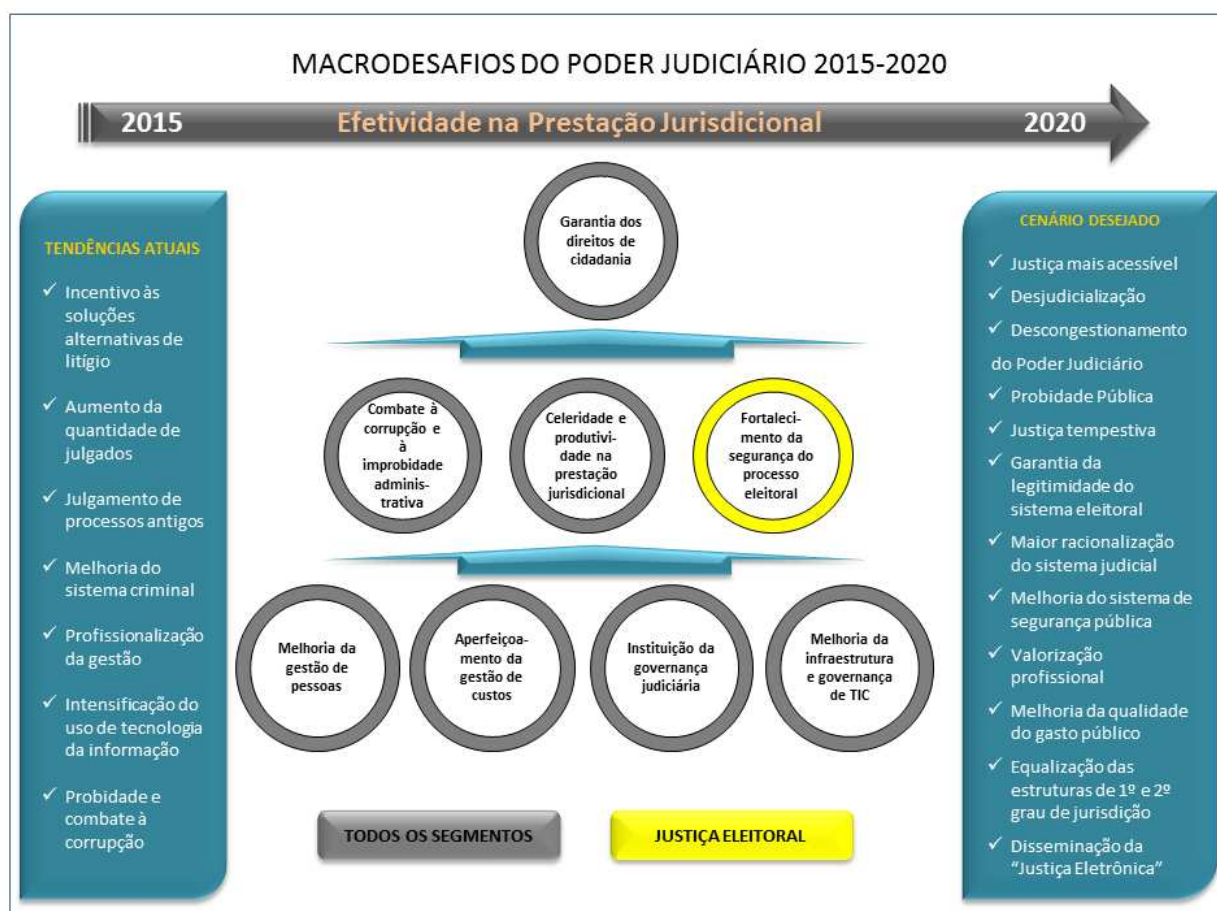 MACRODESAFIOS DO PODER JUDICIÁRIO 2015-2020
2015
Efetividade na Prestação Jurisdicional
2020
TENDÊNCIAS ATUAIS
✓ Incentivo às
soluções
alternativas de
litígio
✓ Aumento da
quantidade de
julgados
✓ Julgamento de
processos antigos
✓ Melhoria do
sistema criminal
✓ Profissionalização
da gestão
✓ Intensificação do
uso de tecnologia
da informação
✓ Probidade e
combate à
corrupção
Garantia dos
direitos de
cidadania
Combate à
corrupção e
à
improbidade
adminis-
trativa
Celeridade e
produtivi-
dade na
prestação
jurisdicional
Fortaleci-
mento da
segurança do
processo
eleitoral
Melhoria da
gestão de
pessoas
Aperfeiçoa-
mento da
gestão de
custos
Instituição da
governança
judiciária
Melhoria da
infraestrutura
e governança
de TIC
TODOS OS SEGMENTOS
JUSTIÇA ELEITORAL
CENÁRIO DESEJADO
✓ Justiça mais acessível
✓ Desjudicialização
✓ Descongestionamento
do Poder Judiciário
✓ Probidade Pública
✓ Justiça tempestiva
✓ Garantia da
legitimidade do
sistema eleitoral
✓ Maior racionalização
do sistema judicial
✓ Melhoria do sistema de
segurança pública
✓ Valorização
profissional
✓ Melhoria da qualidade
do gasto público
✓ Equalização das
estruturas de 1º e 2º
grau de jurisdição
✓ Disseminação da
“Justiça Eletrônica”